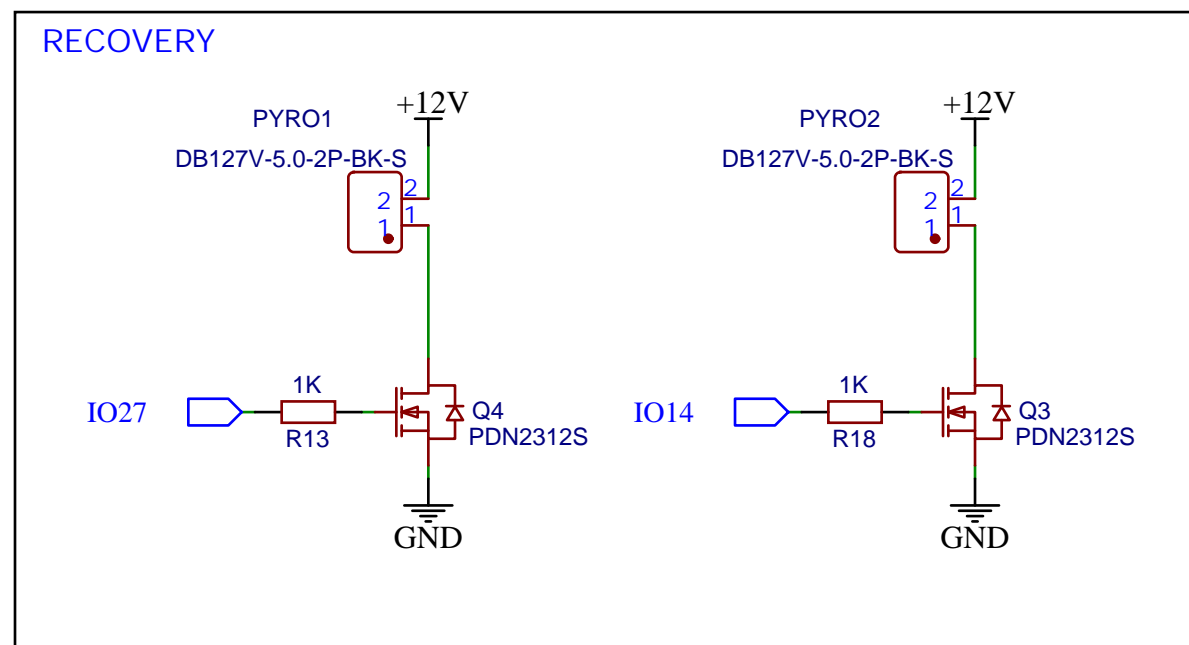 RECOVERY
+12V
PYRO1
DB127V-5.0-2P-BK-S
2
2
1
1
1K
IO27
R13
Q4
PDN2312S
GND
+12V
PYRO2
DB127V-5.0-2P-BK-S
2
2
1
1
1K
IO14
R18
Q3
PDN2312S
GND